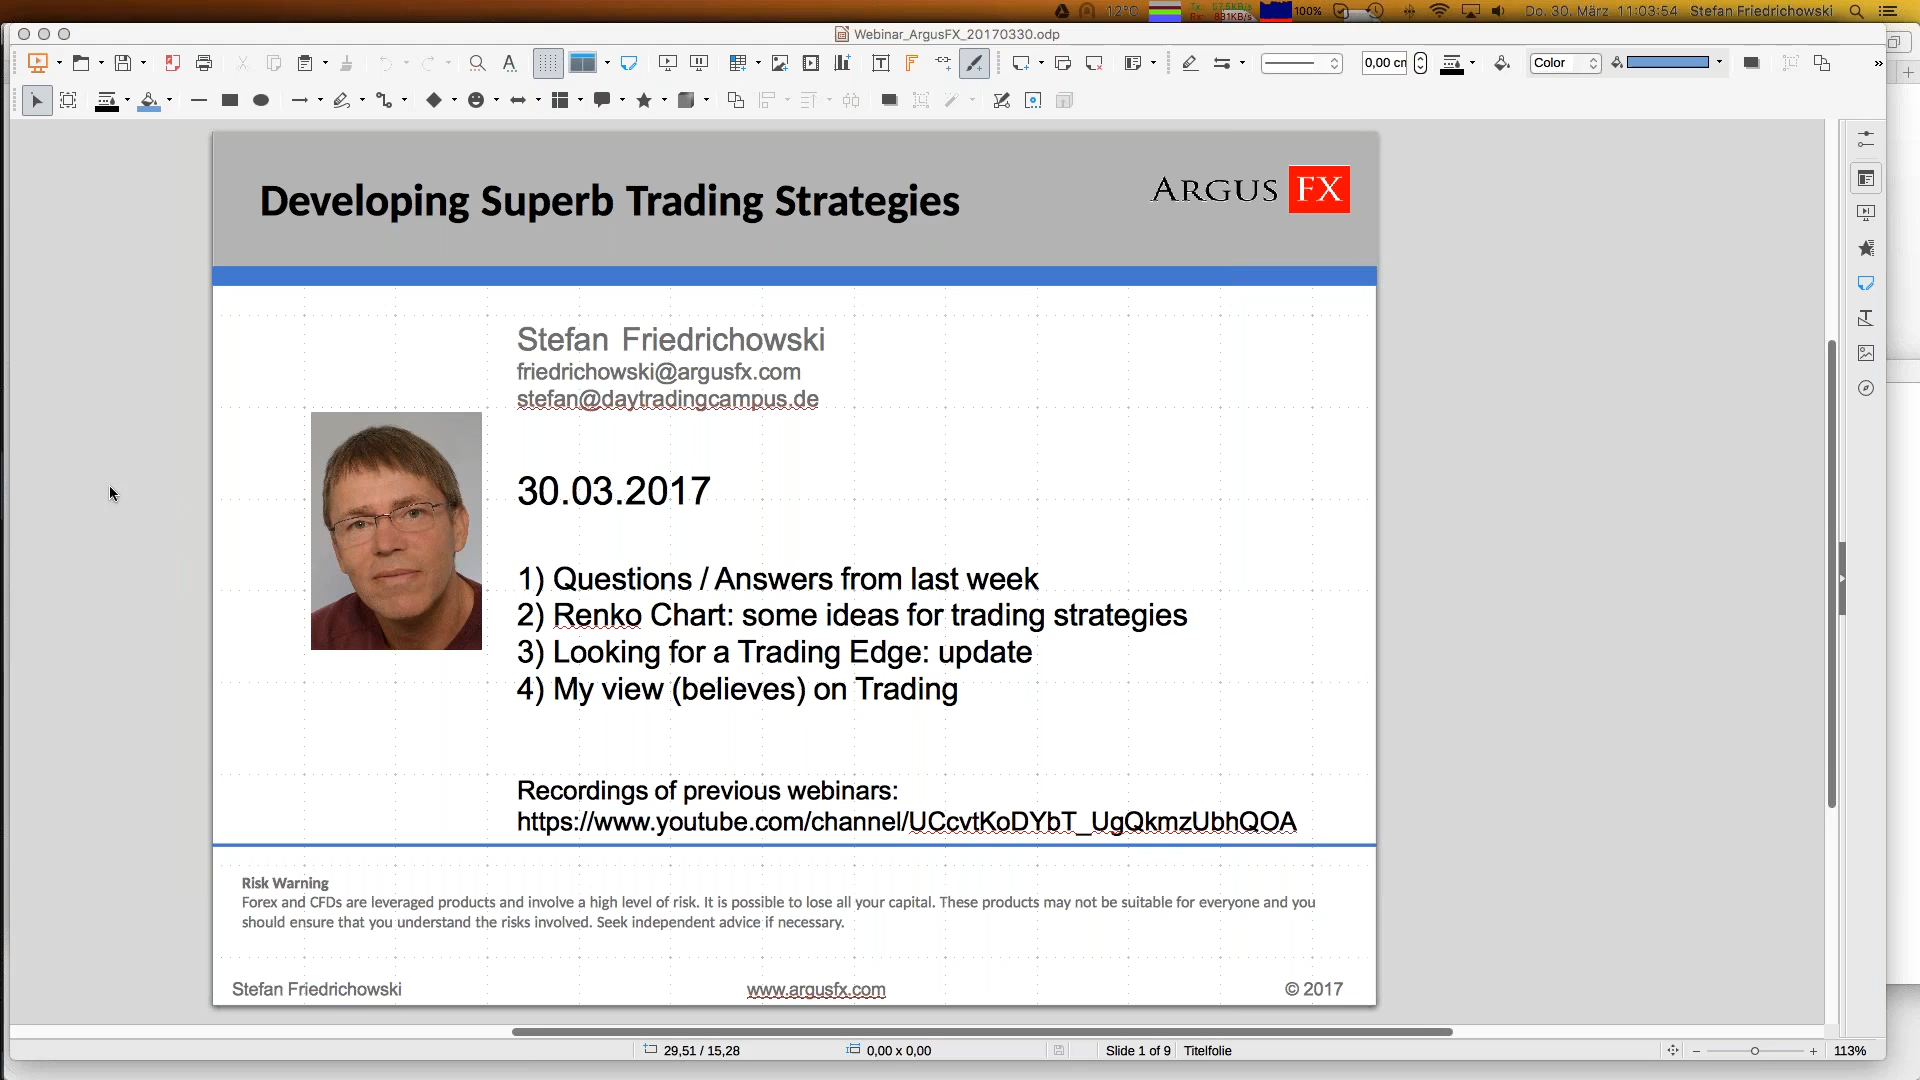 12°C
100%
Do. 30. März 11:03:54 Stefan Friedrichowski
Webinar_ArgusFX_20170330.odp
0,00 cm
Color
Developing Superb Trading Strategies
ARGUS FX
Stefan Friedrichowski
friedrichowski@argusfx.com
stefan@daytradingcampus.de
30.03.2017
1) Questions / Answers from last week
2) Renko Chart: some ideas for trading strategies
3) Looking for a Trading Edge: update
4) My view (believes) on Trading
Recordings of previous webinars:
https://www.youtube.com/channel/UCcvtKoDYbT_UgQkmzUbhQOA
Risk Warning
Forex and CFDs are leveraged products and involve a high level of risk. It is possible to lose all your capital. These products may not be suitable for everyone and you
should ensure that you understand the risks involved. Seek independent advice if necessary.
Stefan Friedrichowski www.argusfx.com © 2017
29,51 / 15,28 0,00 x 0,00 Slide 1 of 9 Titelfolie 113%